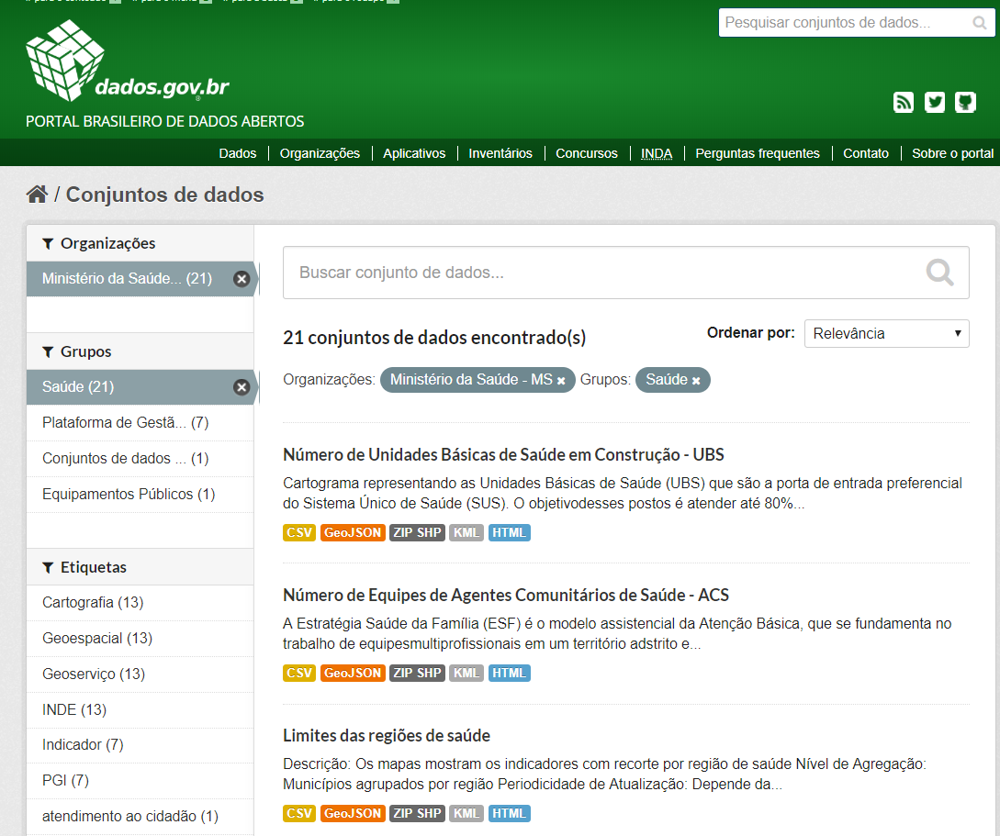 Pesquisar conjuntos de dados...
dados.gov.br
PORTAL BRASILEIRO DE DADOS ABERTOS
Dados
Organizações
Aplicativos
Inventários
Concursos
INDA
Perguntas frequentes
Contato
Sobre o portal
/ Conjuntos de dados
Organizações
Ministério da Saúde... (21)
Grupos
Saúde (21)
Plataforma de Gestã... (7)
Conjuntos de dados ... (1)
Equipamentos Públicos (1)
Etiquetas
Cartografia (13)
Geoespacial (13)
Geoserviço (13)
INDE (13)
Indicador (7)
PGI (7)
atendimento ao cidadão (1)
Buscar conjunto de dados...
21 conjuntos de dados encontrado(s)
Ordenar por:
Relevância
Organizações: Ministério da Saúde - MS Grupos: Saúde
Número de Unidades Básicas de Saúde em Construção - UBS
Cartograma representando as Unidades Básicas de Saúde (UBS) que são a porta de entrada preferencial
do Sistema Único de Saúde (SUS). O objetivodesses postos é atender até 80%...
CSV GeoJSON ZIP SHP KML HTML
Número de Equipes de Agentes Comunitários de Saúde - ACS
A Estratégia Saúde da Família (ESF) é o modelo assistencial da Atenção Básica, que se fundamenta no
trabalho de equipesmultiprofissionais em um território adstrito e...
CSV GeoJSON ZIP SHP KML HTML
Limites das regiões de saúde
Descrição: Os mapas mostram os indicadores com recorte por região de saúde Nível de Agregação:
Municípios agrupados por região Periodicidade de Atualização: Depende da...
CSV GeoJSON ZIP SHP KML HTML